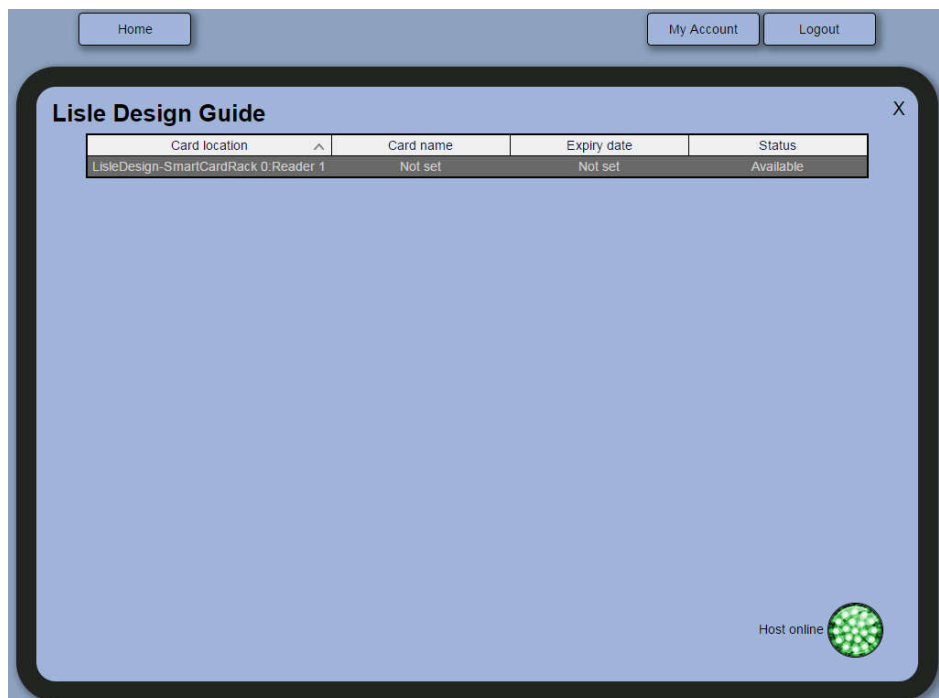 Home My Account Logout
Lisle Design Guide X
Card location Card name Expiry date Status
LisleDesign-SmartCardRack 0:Reader 1 Not set Not set Available
Host online